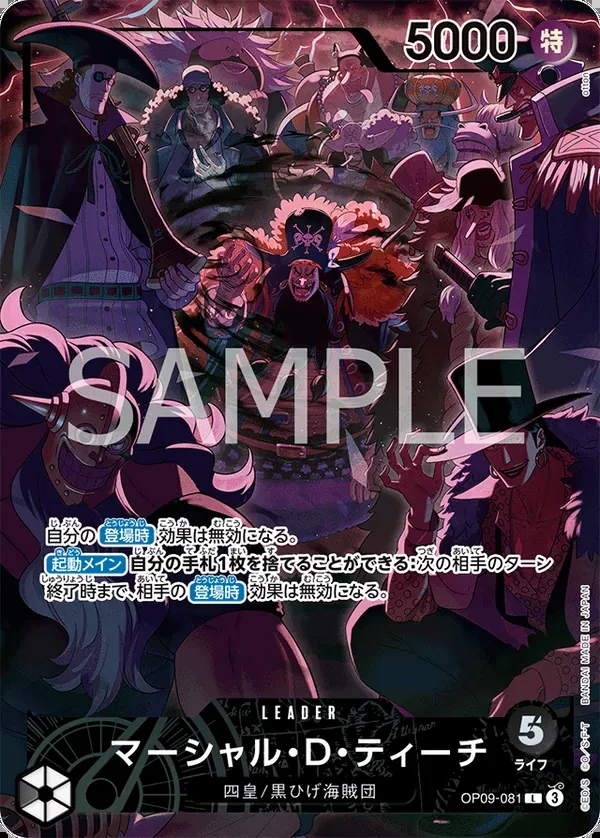 5000 特
otton
SAMPLE
自分の 登場時 効果は無効になる。
起動メイン 自分の手札1枚を捨てることができる:次の相手のターン
終了時まで、相手の 登場時 効果は無効になる。
LEADER
マーシャル・D・ティーチ
5
ライフ
四皇/黒ひげ海賊団
OP09-081 L 3
BANDAI MADE IN JAPAN